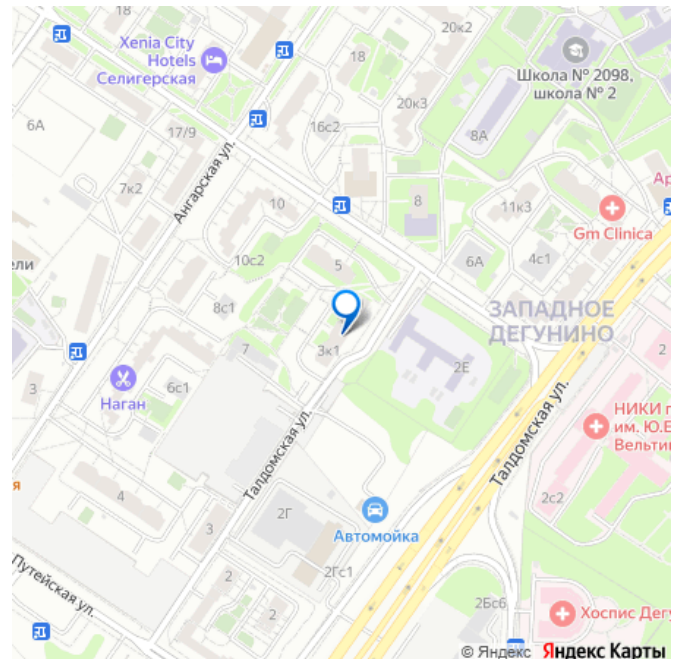 20к2
Xenia City
Hotels
Селигерская
18
18
Школа № 2098,
школа № 2
20к3
6А
17/9
16с2
8А
Ангарская ул.
7к2
10
8
11к3
Ар
Gm Clinica
ели
10с2
5
6А
4с1
ЗАПАДНОЕ
ДЕГУНИНО
8с1
7
3к1
2Е
2
3
Наган
6с1
НИКИ п
им. Ю.Е
Вельти
Талдомская ул.
Талдомская ул.
я
4
2с2
3
2Г
Автомойка
Путейская ул.
2
2Гс1
2
2Бс6
Хоспис Дегу
© Яндекс Яндекс Карты